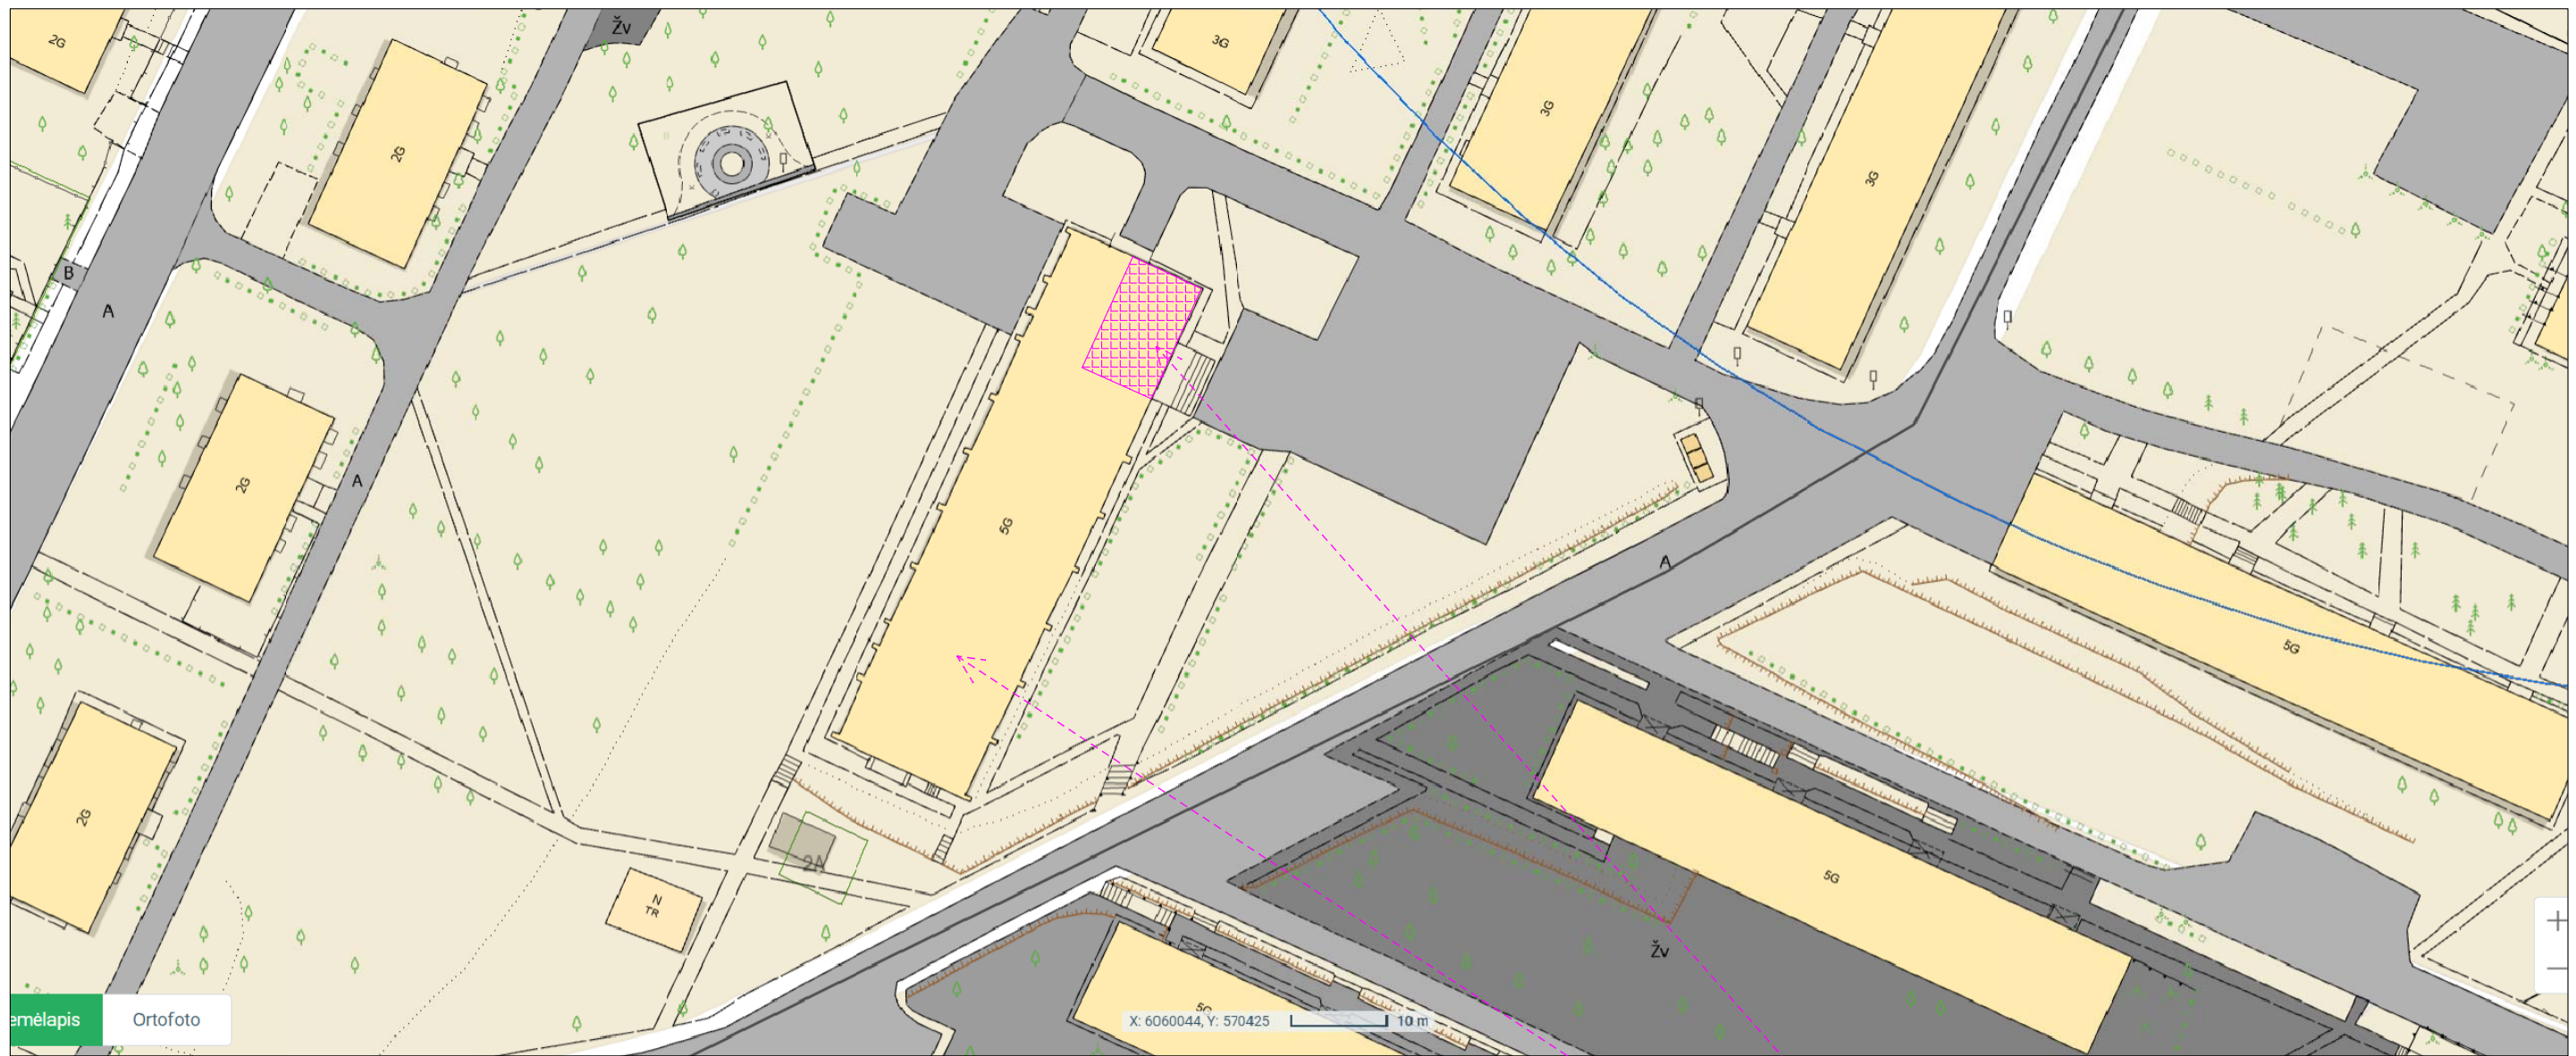 Žv
2G
3G
2G
3G
3G
B
A
2G
A
5G
A
5G
2G
2A
5G
N
TR
Žv
5G
+
−
emėlapis
Ortofoto
X: 6060044, Y: 570425
10 m